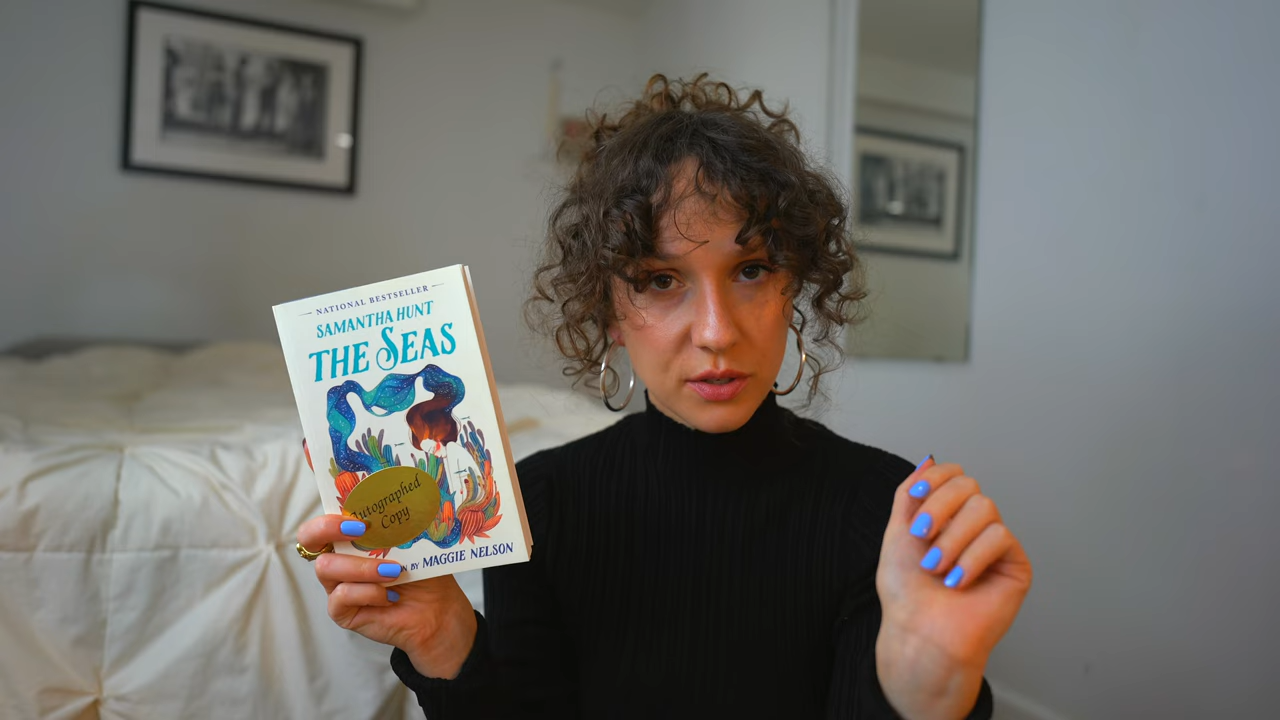 NATIONAL BESTSELLER
SAMANTHA HUNT
THE SEAS
Autographed
Copy
BY MAGGIE NELSON